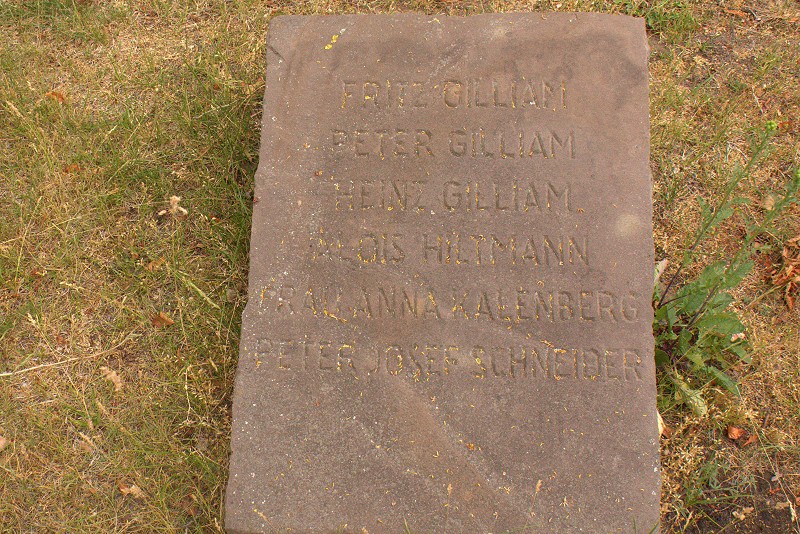 FRITZ GILLIAM
PETER GILLIAM
HEINZ GILLIAM
ALOIS HILTMANN
FRAU ANNA KALENBERG
PETER JOSEF SCHNEIDER